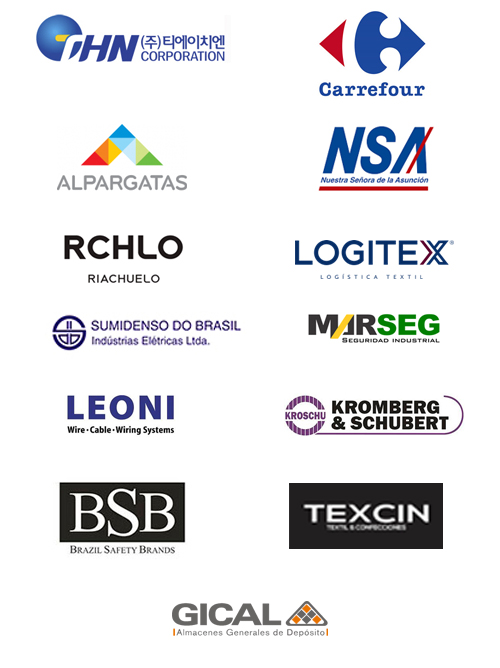 THN (주)티에이치엔
CORPORATION
Carrefour
ALPARGATAS
NSA
Nuestra Señora de la Asunción
RCHLO
RIACHUELO
LOGITEX®
LOGÍSTICA TEXTIL
SUMIDENSO DO BRASIL
Indústrias Elétricas Ltda.
MARSEG
SEGURIDAD INDUSTRIAL
LEONI
Wire·Cable·Wiring Systems
KROSCHU
KROMBERG
& SCHUBERT
BSB
BRAZIL SAFETY BRANDS
TEXCIN
TEXTIL & CONFECCIONES
GICAL
Almacenes Generales de Depósito